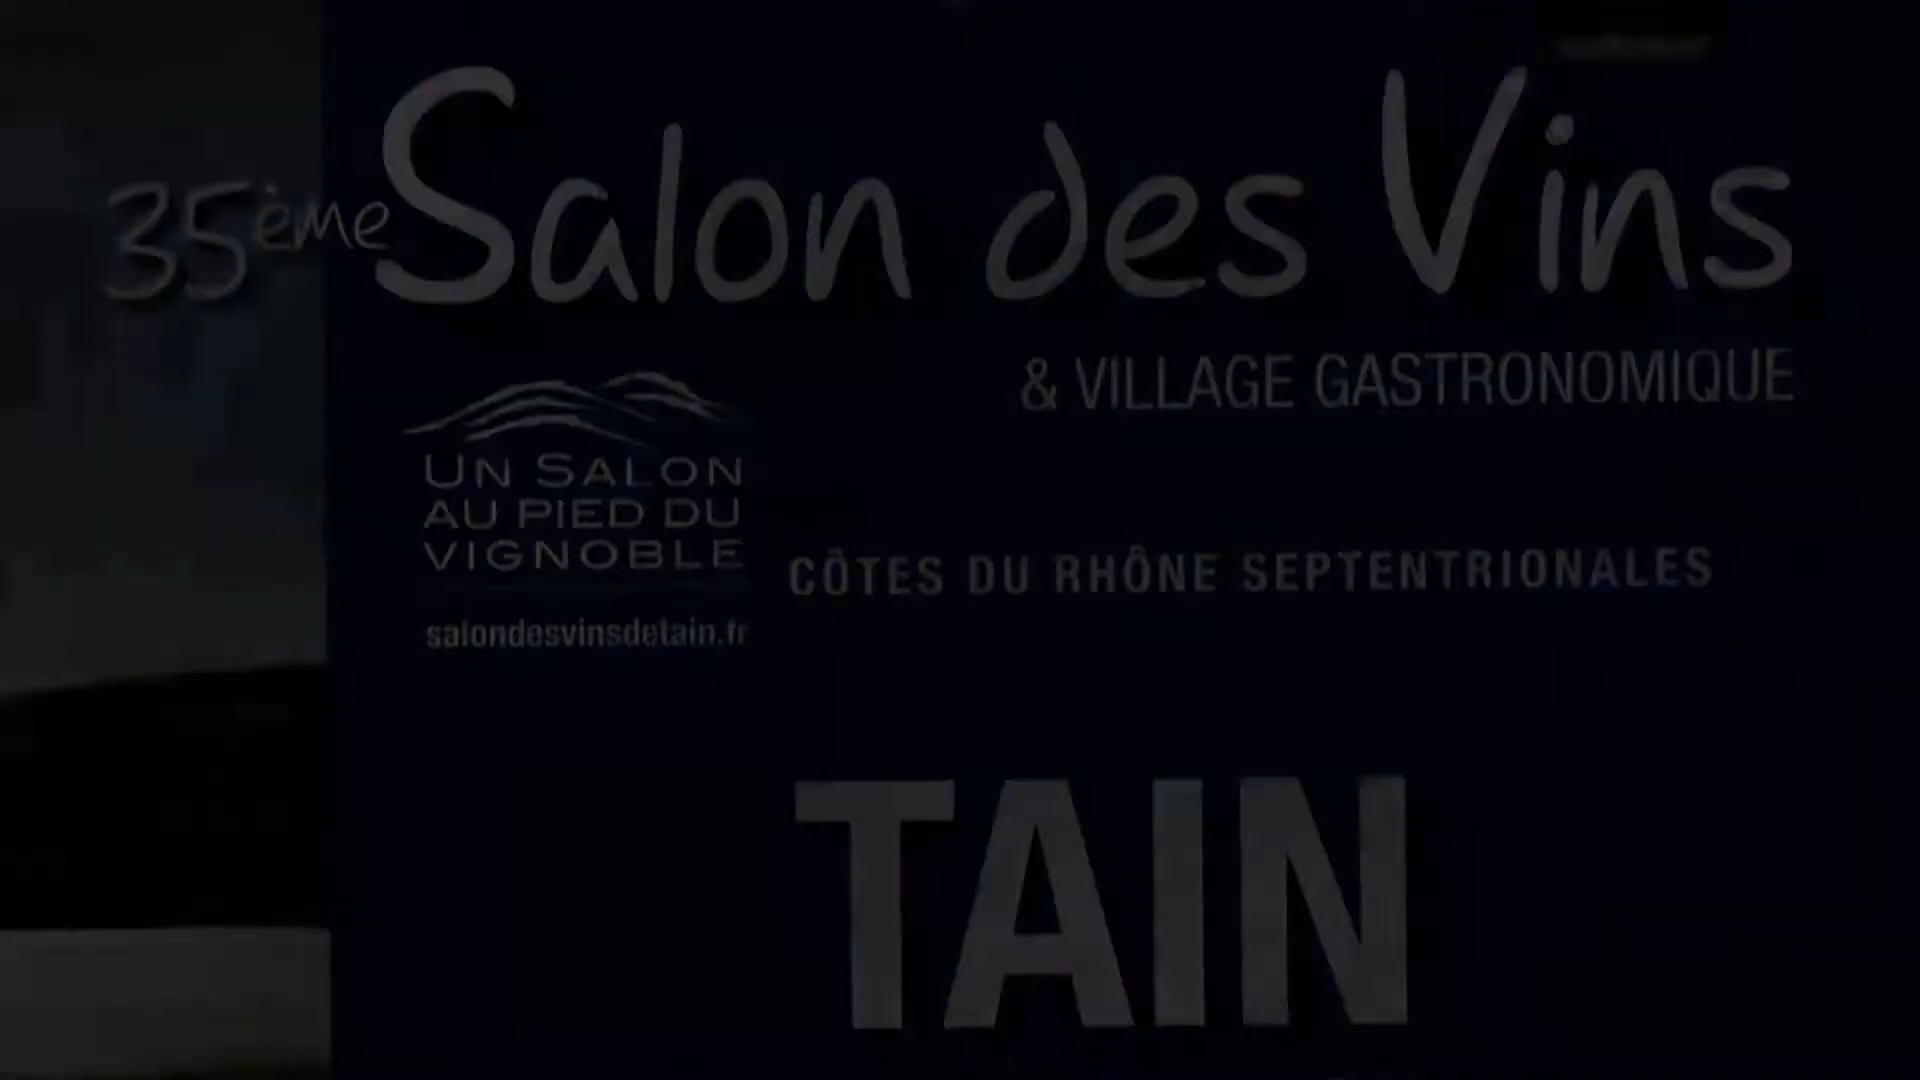 35ème Salon des Vins
& VILLAGE GASTRONOMIQUE
UN SALON
AU PIED DU
VIGNOBLE
CÔTES DU RHÔNE SEPTENTRIONALES
salondesvinsdetain.fr
TAIN